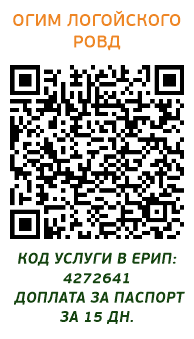 ОГИМ ЛОГОЙСКОГО
РОВД
КОД УСЛУГИ В ЕРИП:
4272641
ДОПЛАТА ЗА ПАСПОРТ
ЗА 15 ДН.